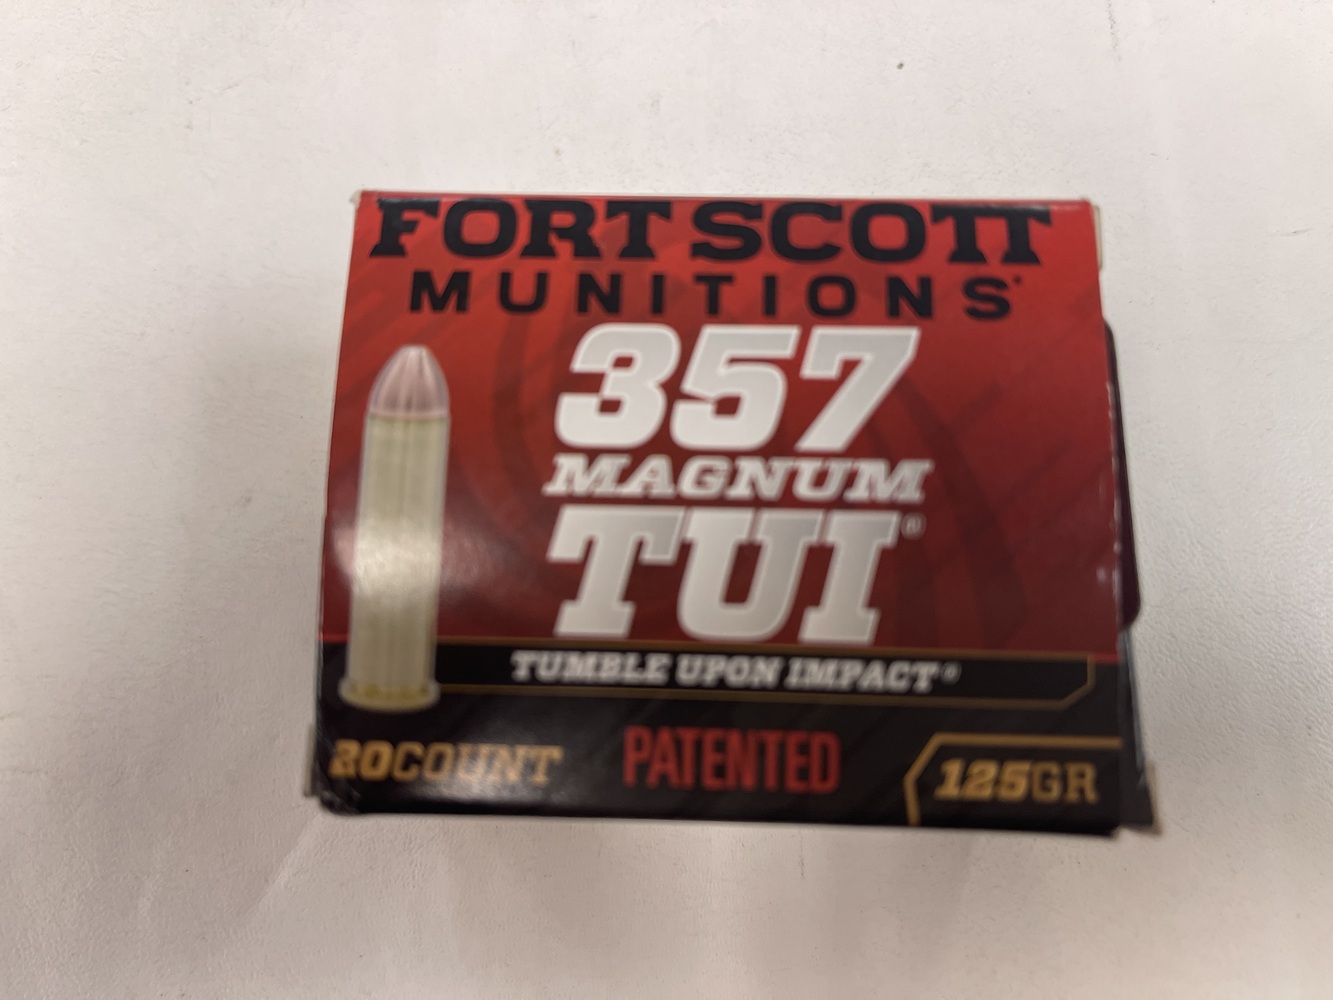 FORT SCOTT
MUNITIONS®
357
MAGNUM
TUI®
TUMBLE UPON IMPACT®
20COUNT
PATENTED
125GR